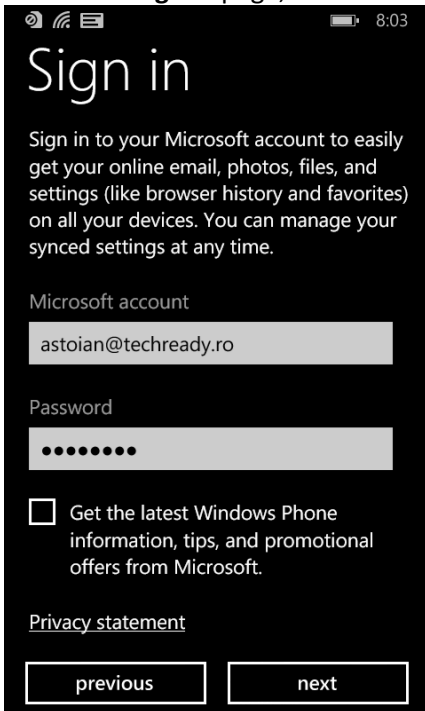 8:03
Sign in
Sign in to your Microsoft account to easily
get your online email, photos, files, and
settings (like browser history and favorites)
on all your devices. You can manage your
synced settings at any time.
Microsoft account
astoian@techready.ro
Password
••••••••
Get the latest Windows Phone
information, tips, and promotional
offers from Microsoft.
Privacy statement
previous next